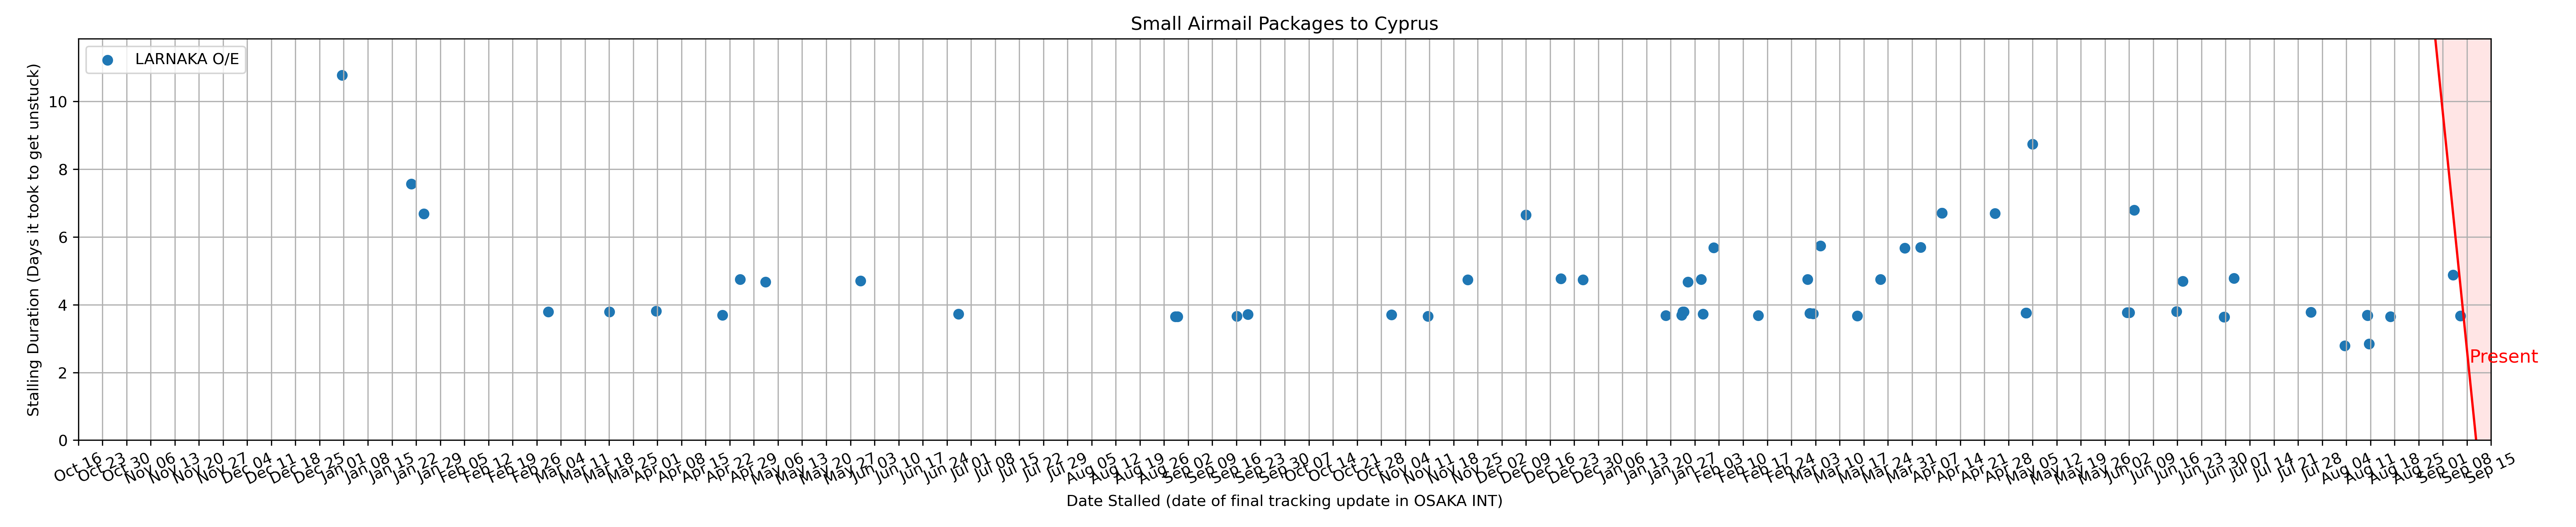 Small Airmail Packages to Cyprus
LARNAKA O/E
Stalling Duration (Days it took to get unstuck)
10
8
6
4
2
0
Present
Oct 16
Oct 23
Oct 30
Nov 06
Nov 13
Nov 20
Nov 27
Dec 04
Dec 11
Dec 18
Dec 25
Jan 01
Jan 08
Jan 15
Jan 22
Jan 29
Feb 05
Feb 12
Feb 19
Feb 26
Mar 04
Mar 11
Mar 18
Mar 25
Apr 01
Apr 08
Apr 15
Apr 22
Apr 29
May 06
May 13
May 20
May 27
Jun 03
Jun 10
Jun 17
Jun 24
Jul 01
Jul 08
Jul 15
Jul 22
Jul 29
Aug 05
Aug 12
Aug 19
Aug 26
Sep 02
Sep 09
Sep 16
Sep 23
Sep 30
Oct 07
Oct 14
Oct 21
Oct 28
Nov 04
Nov 11
Nov 18
Nov 25
Dec 02
Dec 09
Dec 16
Dec 23
Dec 30
Jan 06
Jan 13
Jan 20
Jan 27
Feb 03
Feb 10
Feb 17
Feb 24
Mar 03
Mar 10
Mar 17
Mar 24
Mar 31
Apr 07
Apr 14
Apr 21
Apr 28
May 05
May 12
May 19
May 26
Jun 02
Jun 09
Jun 16
Jun 23
Jun 30
Jul 07
Jul 14
Jul 21
Jul 28
Aug 04
Aug 11
Aug 18
Aug 25
Sep 01
Sep 08
Sep 15
Date Stalled (date of final tracking update in OSAKA INT)